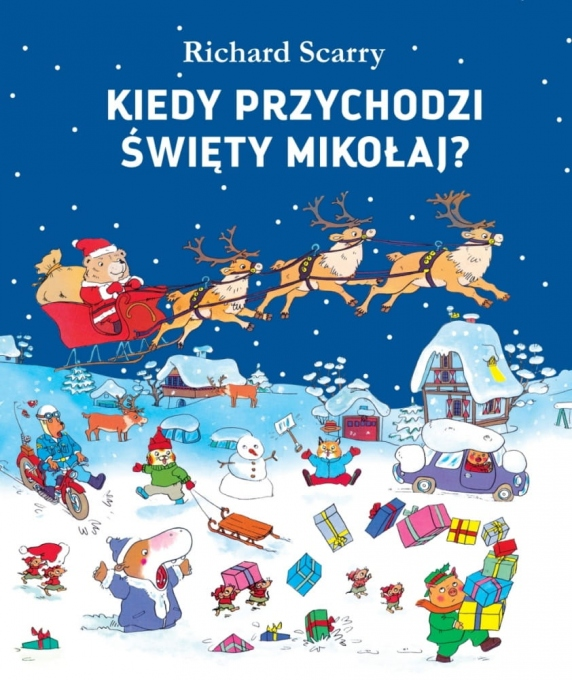 Richard Scarry
KIEDY PRZYCHODZI
ŚWIĘTY MIKOŁAJ?